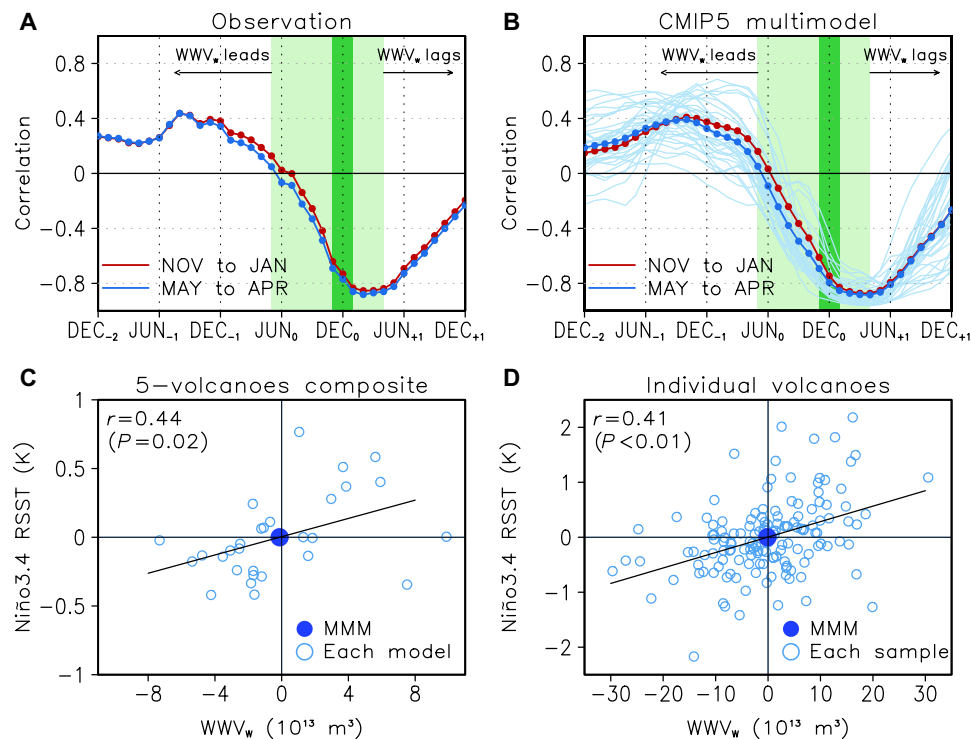 A Observation
Correlation
0.8
0.4
0
−0.4
−0.8
WWVw leads
WWVw lags
NOV to JAN
MAY to APR
DEC−2 JUN−1 DEC−1 JUN0 DEC0 JUN+1 DEC+1
B CMIP5 multimodel
Correlation
0.8
0.4
0
−0.4
−0.8
WWVw leads
WWVw lags
NOV to JAN
MAY to APR
DEC−2 JUN−1 DEC−1 JUN0 DEC0 JUN+1 DEC+1
C 5−volcanoes composite
Niño3.4 RSST (K)
1
0.5
0
−0.5
−1
r=0.44
(P=0.02)
MMM
Each model
−8 −4 0 4 8
WWVw (10¹³ m³)
D Individual volcanoes
Niño3.4 RSST (K)
2
1
0
−1
−2
r=0.41
(P<0.01)
MMM
Each sample
−30 −20 −10 0 10 20 30
WWVw (10¹³ m³)